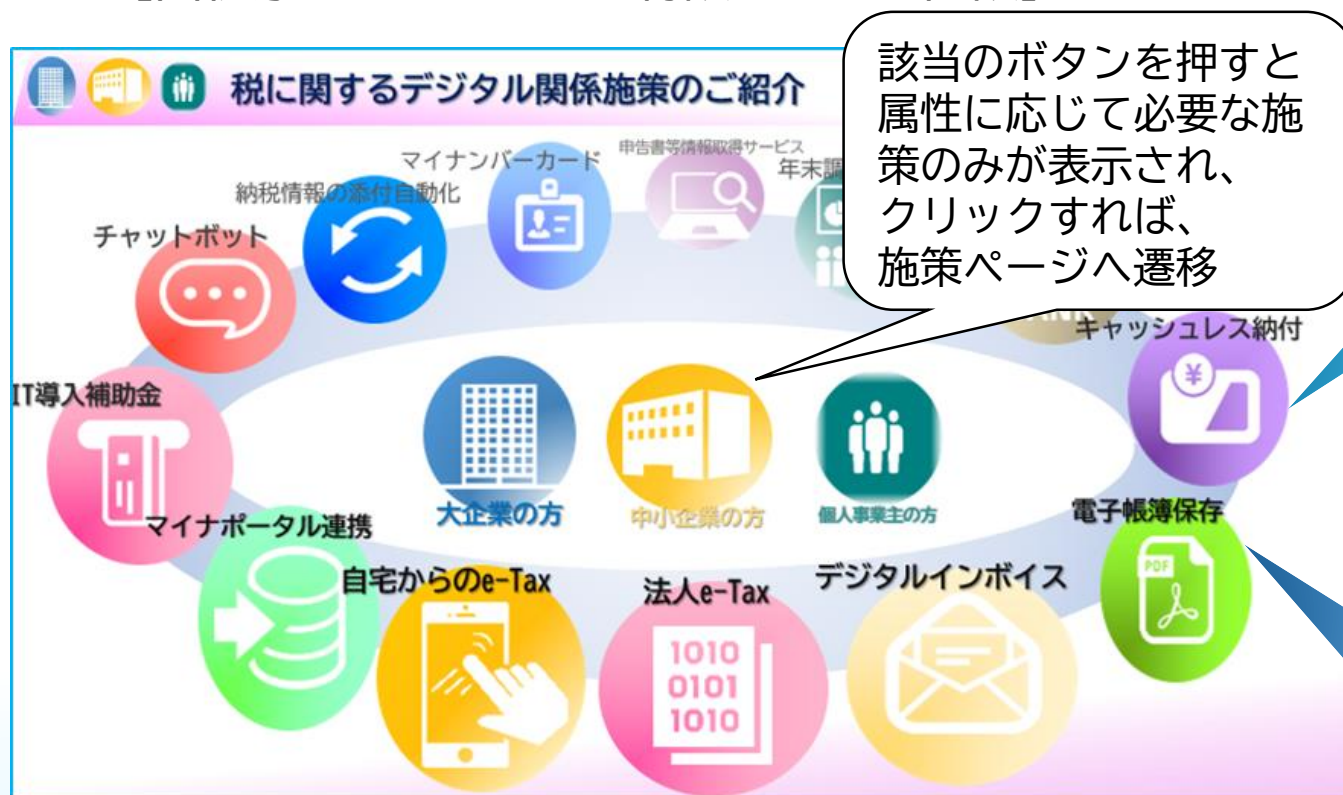 税に関するデジタル関係施策のご紹介
該当のボタンを押すと
属性に応じて必要な施
策のみが表示され、
クリックすれば、
施策ページへ遷移
申告書等情報取得サービス
マイナンバーカード
年末調
納税情報の添付自動化
チャットボット
キャッシュレス納付
¥
IT導入補助金
大企業の方
中小企業の方
個人事業主の方
電子帳簿保存
マイナポータル連携
PDF
自宅からのe-Tax
法人e-Tax
デジタルインボイス
1010
0101
1010